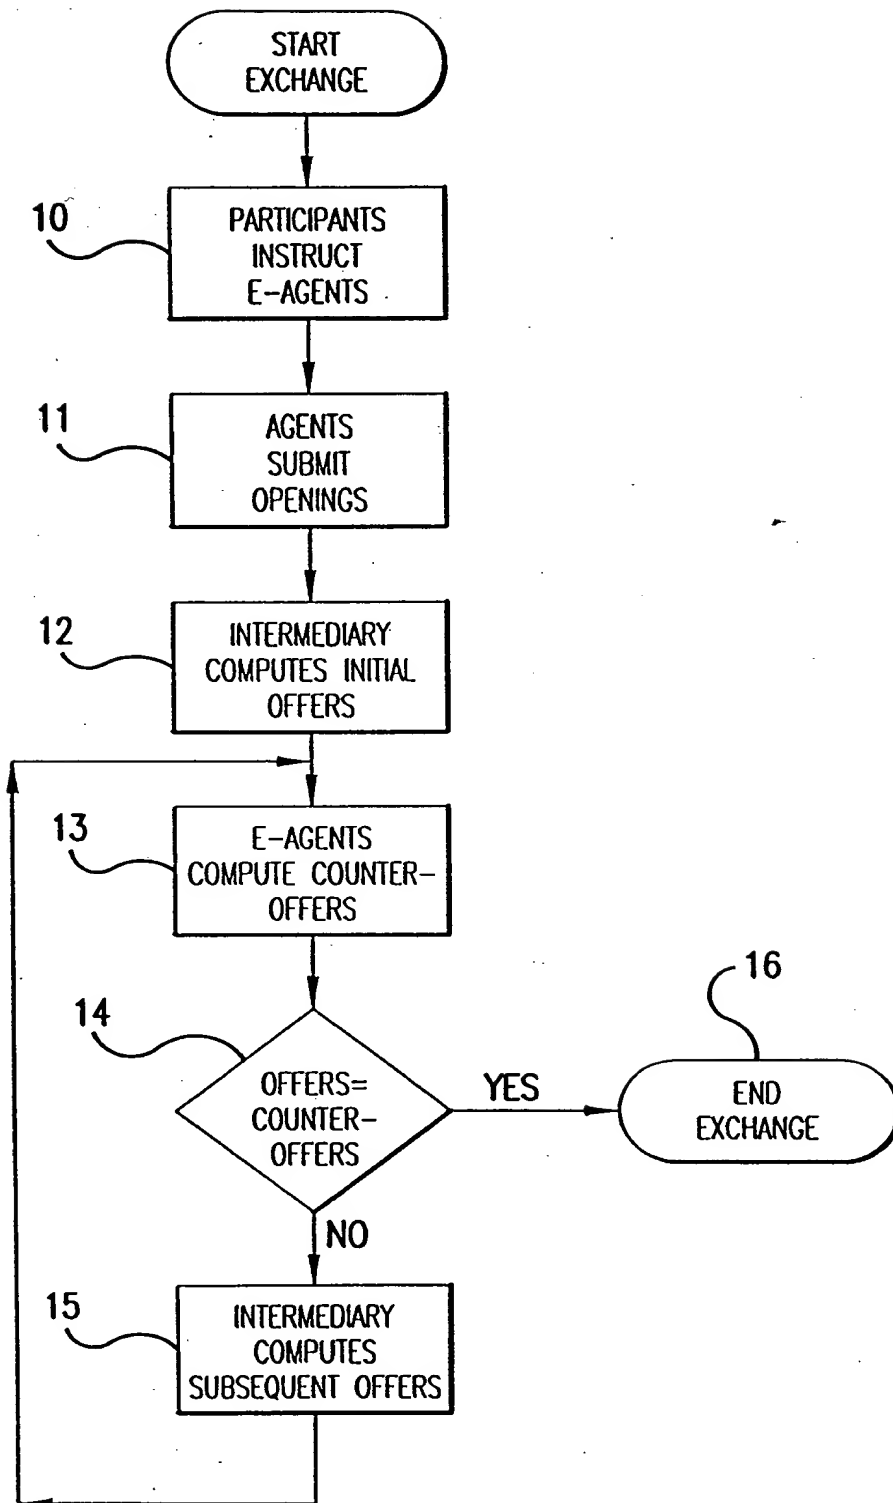 START
EXCHANGE
10
PARTICIPANTS
INSTRUCT
E-AGENTS
11
AGENTS
SUBMIT
OPENINGS
12
INTERMEDIARY
COMPUTES INITIAL
OFFERS
13
E-AGENTS
COMPUTE COUNTER-
OFFERS
14
OFFERS=
COUNTER-
OFFERS
YES
16
END
EXCHANGE
NO
15
INTERMEDIARY
COMPUTES
SUBSEQUENT OFFERS